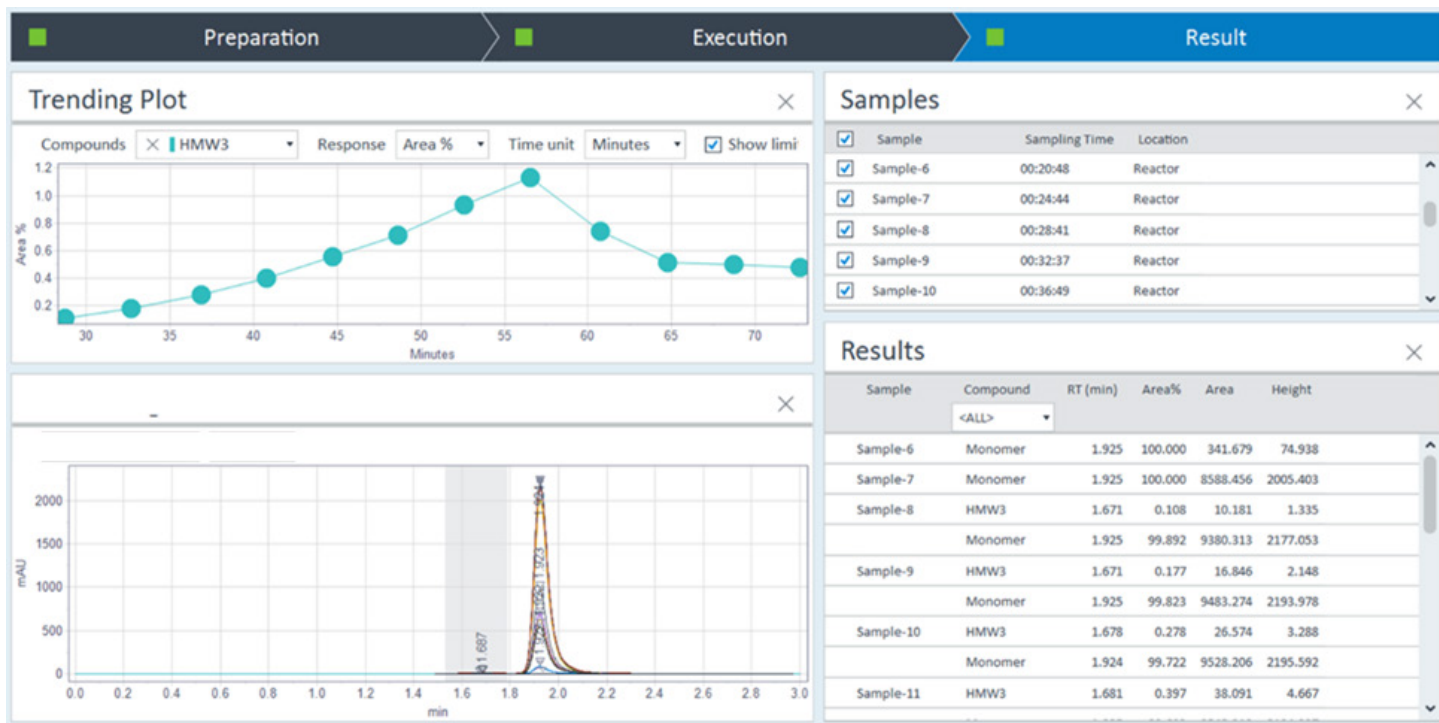 Preparation
Execution
Result
Trending Plot
Compounds HMW3 Response Area % Time unit Minutes Show limi
1.2
1.0
0.8
0.6
0.4
0.2
Area %
30 35 40 45 50 55 60 65 70
Minutes
2000
1500
1000
500
0
mAU
1.923
1.687
0.0 0.2 0.4 0.6 0.8 1.0 1.2 1.4 1.6 1.8 2.0 2.2 2.4 2.6 2.8 3.0
min
Samples
Sample Sampling Time Location
Sample-6 00:20:48 Reactor
Sample-7 00:24:44 Reactor
Sample-8 00:28:41 Reactor
Sample-9 00:32:37 Reactor
Sample-10 00:36:49 Reactor
Results
Sample Compound RT (min) Area% Area Height
<ALL>
Sample-6 Monomer 1.925 100.000 341.679 74.938
Sample-7 Monomer 1.925 100.000 8588.456 2005.403
Sample-8 HMW3 1.671 0.108 10.181 1.335
Monomer 1.925 99.892 9380.313 2177.053
Sample-9 HMW3 1.671 0.177 16.846 2.148
Monomer 1.925 99.823 9483.274 2193.978
Sample-10 HMW3 1.678 0.278 26.574 3.288
Monomer 1.924 99.722 9528.206 2195.592
Sample-11 HMW3 1.681 0.397 38.091 4.667